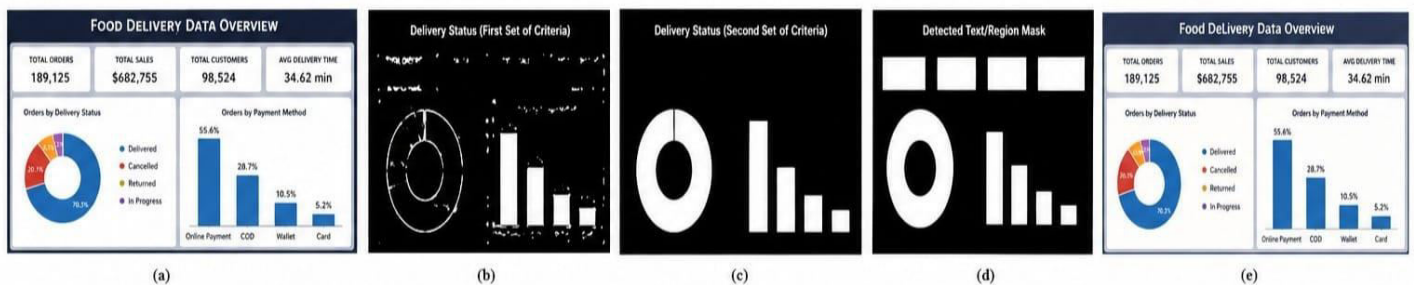 FOOD DELIVERY DATA OVERVIEW
TOTAL ORDERS
189,125
TOTAL SALES
$682,755
TOTAL CUSTOMERS
98,524
AVG DELIVERY TIME
34.62 min
Orders by Delivery Status
70.2%
20.7%
Delivered
Cancelled
Returned
In Progress
Orders by Payment Method
55.6%
28.7%
10.5%
5.2%
Online Payment
COD
Wallet
Card
(a)
Delivery Status (First Set of Criteria)
(b)
Delivery Status (Second Set of Criteria)
(c)
Detected Text/Region Mask
(d)
Food DeLivery Data Overview
TOTAL ORDERS
189,125
TOTAL SALES
$682,755
TOTAL CUSTOMERS
98,524
AVG DELIVERY TIME
34.62 min
Orders by Delivery Status
Delivered
Cancelled
Returned
In Progress
Orders by Payment Method
55.6%
28.7%
10.5%
5.2%
Online Payment
COD
Wallet
Card
(e)